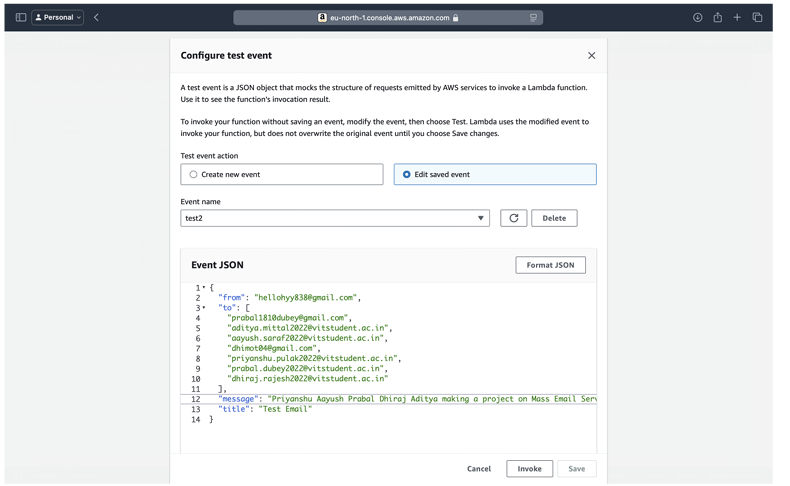 Personal
eu-north-1.console.aws.amazon.com
Configure test event
A test event is a JSON object that mocks the structure of requests emitted by AWS services to invoke a Lambda function.
Use it to see the function's invocation result.
To invoke your function without saving an event, modify the event, then choose Test. Lambda uses the modified event to
invoke your function, but does not overwrite the original event until you choose Save changes.
Test event action
Create new event
Edit saved event
Event name
test2
Delete
Event JSON
Format JSON
1 {
2 "from": "hellohyy838@gmail.com",
3 "to": [
4 "prabal1810dubey@gmail.com",
5 "aditya.mittal2022@vitstudent.ac.in",
6 "aayush.saraf2022@vitstudent.ac.in",
7 "dhimot04@gmail.com",
8 "priyanshu.pulak2022@vitstudent.ac.in",
9 "prabal.dubey2022@vitstudent.ac.in",
10 "dhiraj.rajesh2022@vitstudent.ac.in"
11 ],
12 "message": "Priyanshu Aayush Prabal Dhiraj Aditya making a project on Mass Email Serv
13 "title": "Test Email"
14 }
Cancel
Invoke
Save